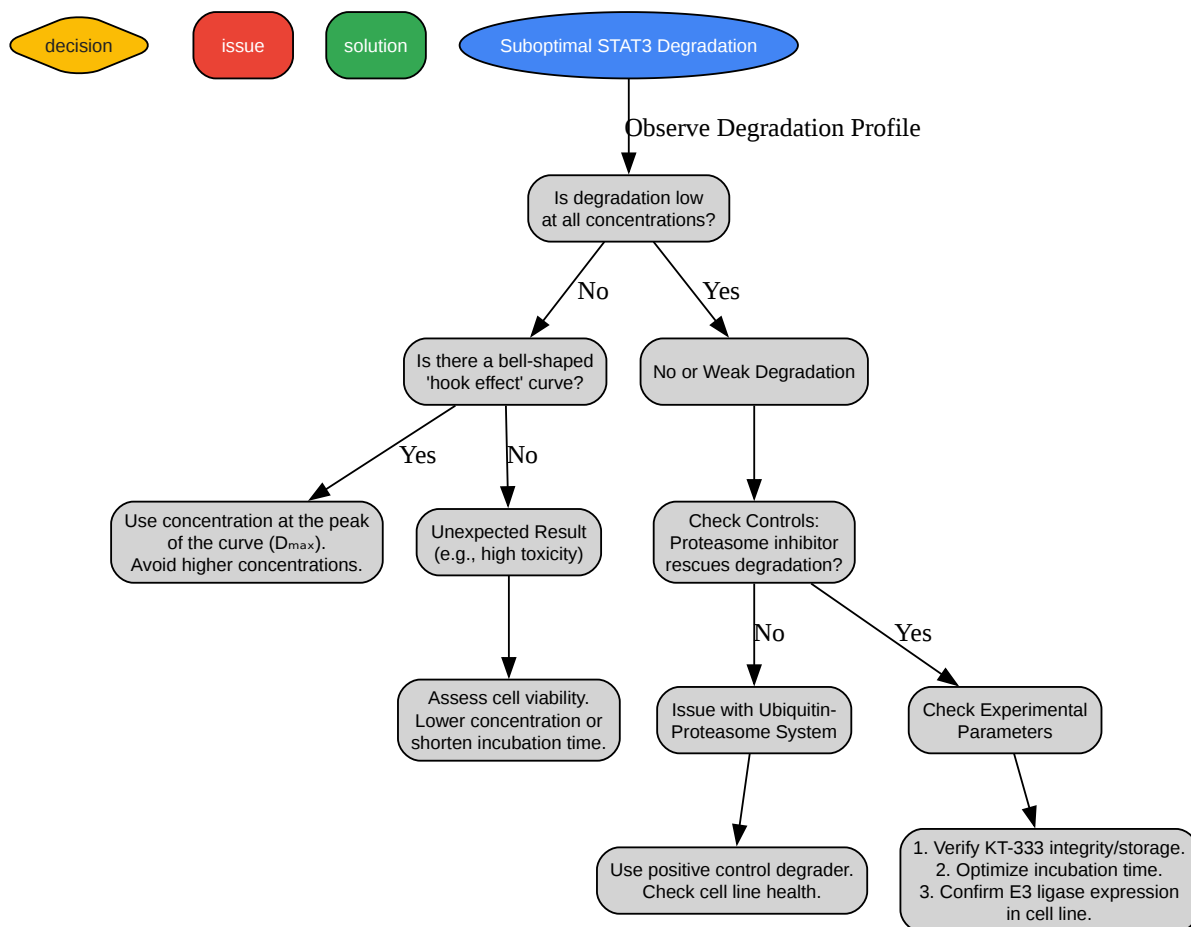 decision
issue
solution
Suboptimal STAT3 Degradation
Observe Degradation Profile
Is degradation low
at all concentrations?
No
Yes
Is there a bell-shaped
'hook effect' curve?
No or Weak Degradation
Yes
No
Use concentration at the peak
of the curve (Dₘₐₓ).
Avoid higher concentrations.
Unexpected Result
(e.g., high toxicity)
Check Controls:
Proteasome inhibitor
rescues degradation?
No
Yes
Assess cell viability.
Lower concentration or
shorten incubation time.
Issue with Ubiquitin-
Proteasome System
Check Experimental
Parameters
Use positive control degrader.
Check cell line health.
1. Verify KT-333 integrity/storage.
2. Optimize incubation time.
3. Confirm E3 ligase expression
in cell line.